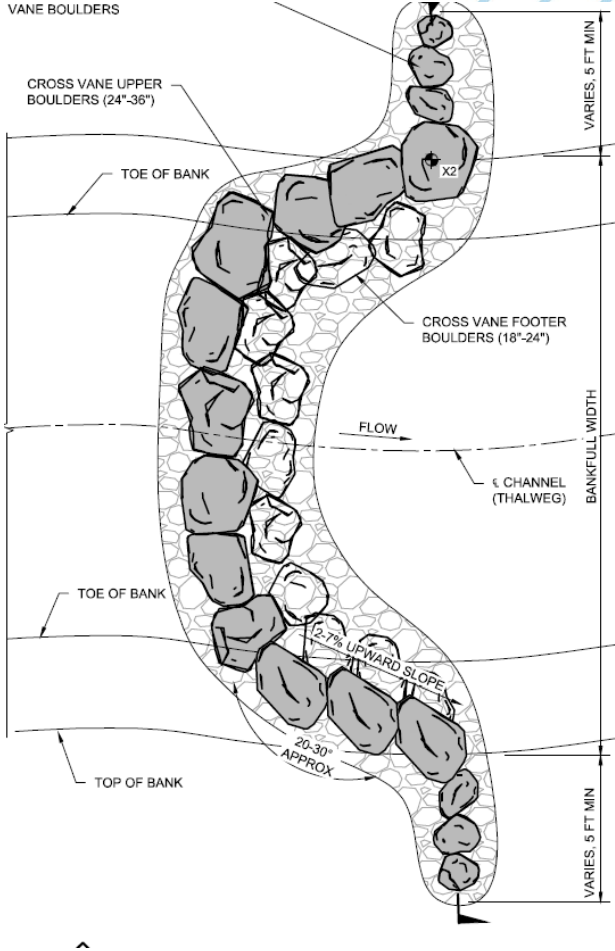 VANE BOULDERS
CROSS VANE UPPER
BOULDERS (24"-36")
VARIES, 5 FT MIN
TOE OF BANK
X2
CROSS VANE FOOTER
BOULDERS (18"-24")
FLOW
BANKFULL WIDTH
℄ CHANNEL
(THALWEG)
TOE OF BANK
2-7% UPWARD SLOPE
20-30°
APPROX
TOP OF BANK
VARIES, 5 FT MIN